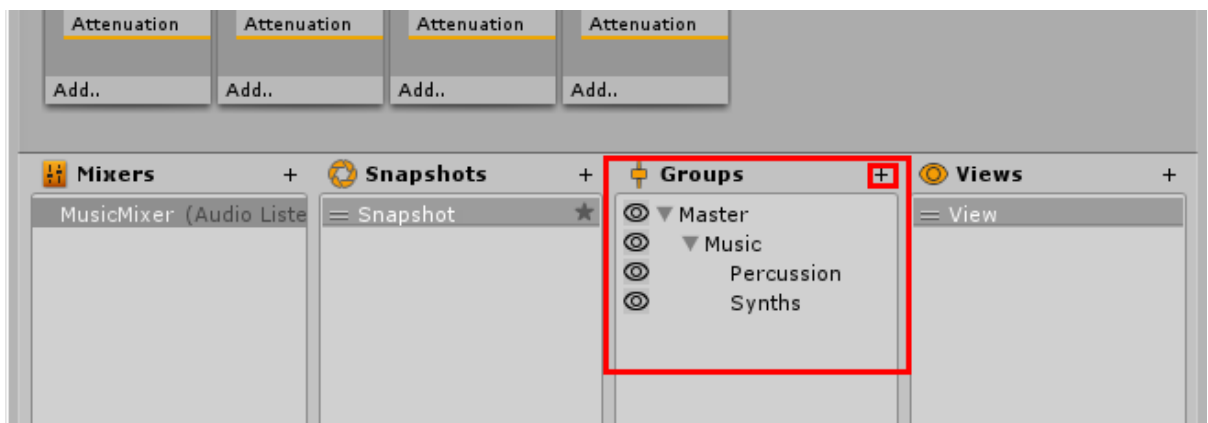 Attenuation Attenuation Attenuation Attenuation
Add.. Add.. Add.. Add..
Mixers + Snapshots + Groups + Views +
MusicMixer (Audio Liste = Snapshot Master = View
Music
Percussion
Synths